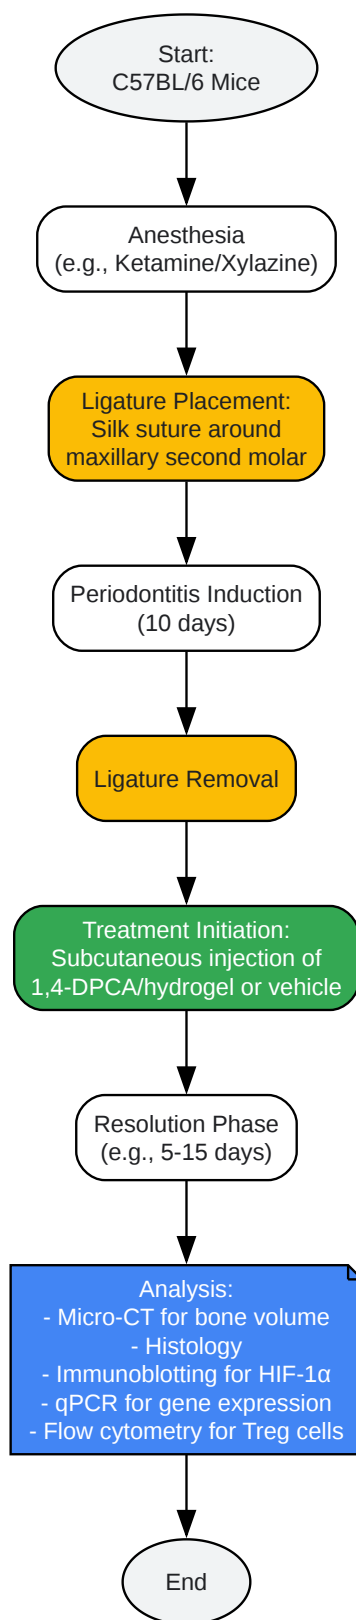 Start:
C57BL/6 Mice
Anesthesia
(e.g., Ketamine/Xylazine)
Ligature Placement:
Silk suture around
maxillary second molar
Periodontitis Induction
(10 days)
Ligature Removal
Treatment Initiation:
Subcutaneous injection of
1,4-DPCA/hydrogel or vehicle
Resolution Phase
(e.g., 5-15 days)
Analysis:
- Micro-CT for bone volume
- Histology
- Immunoblotting for HIF-1α
- qPCR for gene expression
- Flow cytometry for Treg cells
End